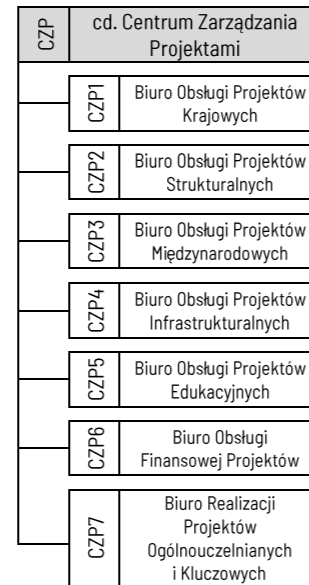 CZP
cd. Centrum Zarządzania
Projektami
CZP1
Biuro Obsługi Projektów
Krajowych
CZP2
Biuro Obsługi Projektów
Strukturalnych
CZP3
Biuro Obsługi Projektów
Międzynarodowych
CZP4
Biuro Obsługi Projektów
Infrastrukturalnych
CZP5
Biuro Obsługi Projektów
Edukacyjnych
CZP6
Biuro Obsługi
Finansowej Projektów
CZP7
Biuro Realizacji
Projektów
Ogólnouczelnianych
i Kluczowych